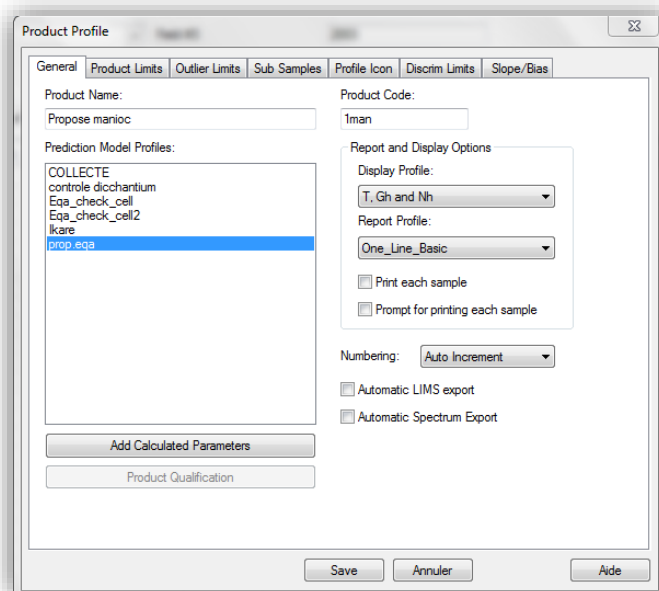 Product Profile
General Product Limits Outlier Limits Sub Samples Profile Icon Discrim Limits Slope/Bias
Product Name:
Propose manioc
Product Code:
1man
Prediction Model Profiles:
COLLECTE
controle dicchantium
Eqa_check_cell
Eqa_check_cell2
Ikare
prop.eqa
Add Calculated Parameters
Product Qualification
Report and Display Options
Display Profile:
T, Gh and Nh
Report Profile:
One_Line_Basic
Print each sample
Prompt for printing each sample
Numbering: Auto Increment
Automatic LIMS export
Automatic Spectrum Export
Save Annuler Aide